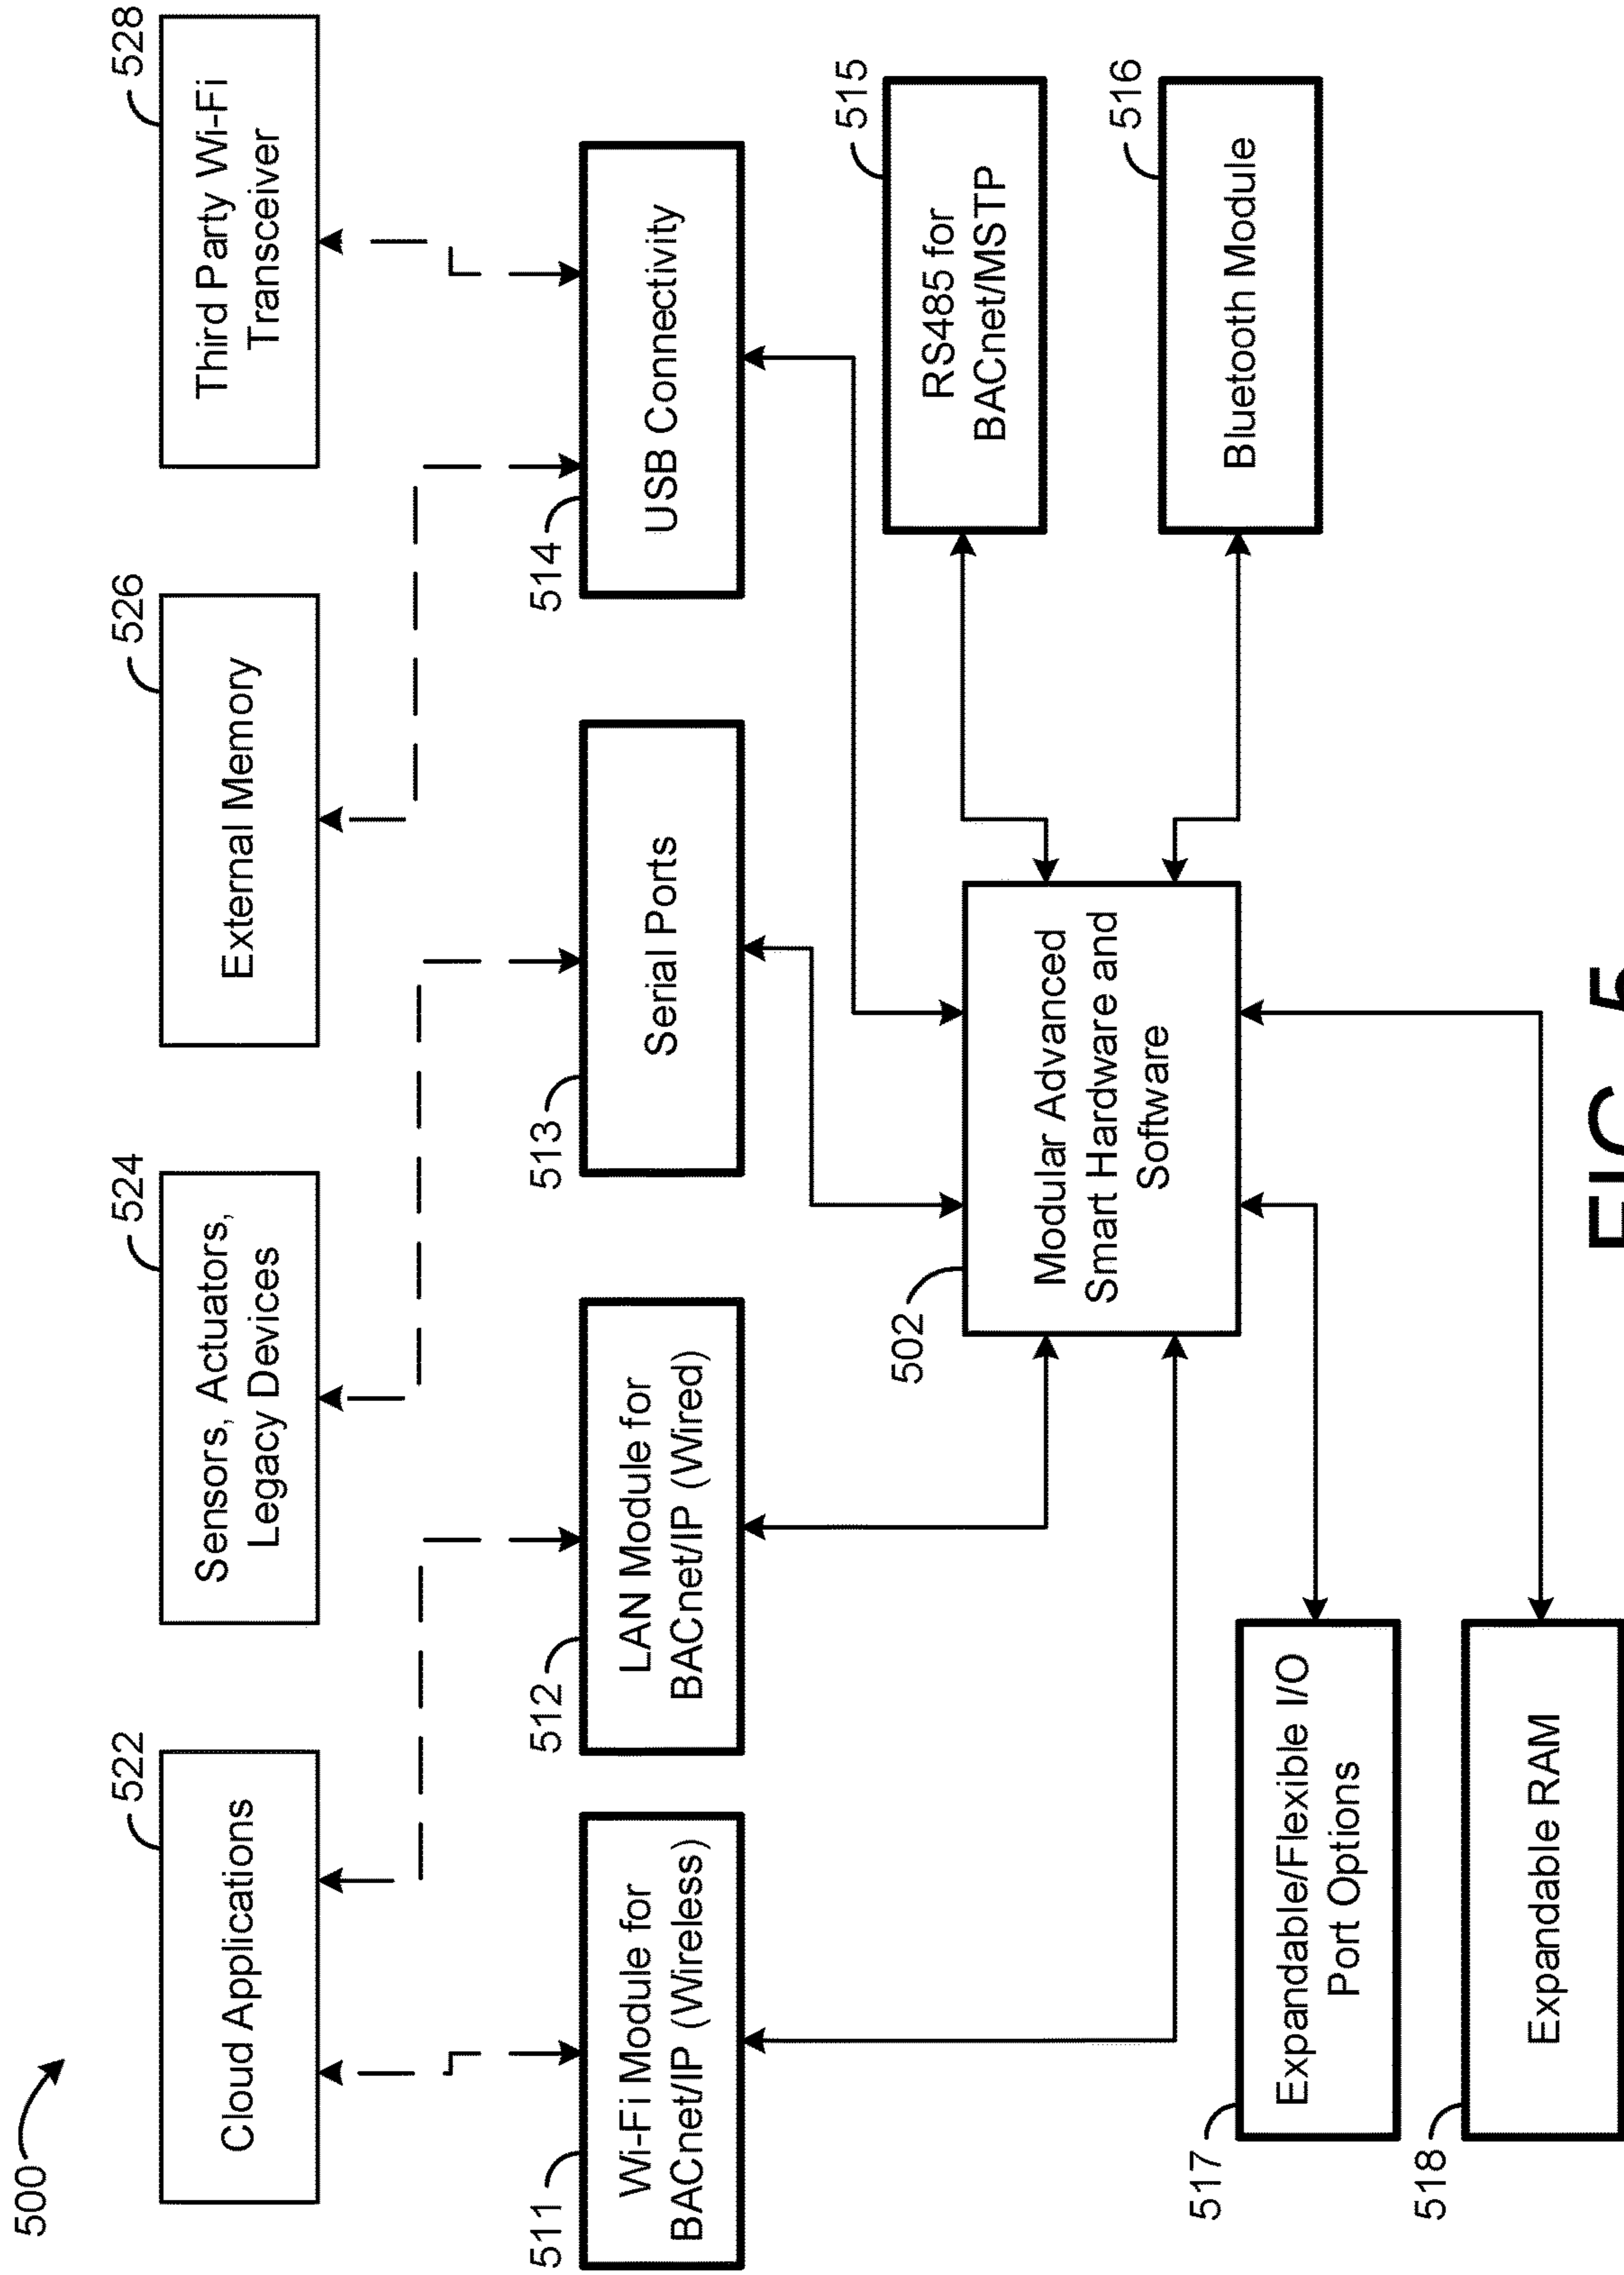 500
522
Cloud Applications
524
Sensors, Actuators,
Legacy Devices
526
External Memory
528
Third Party Wi-Fi
Transceiver
511
Wi-Fi Module for
BACnet/IP (Wireless)
512
LAN Module for
BACnet/IP (Wired)
513
Serial Ports
514
USB Connectivity
515
RS485 for
BACnet/MSTP
502
Modular Advanced
Smart Hardware and
Software
516
Bluetooth Module
517
Expandable/Flexible I/O
Port Options
518
Expandable RAM
FIG. 5